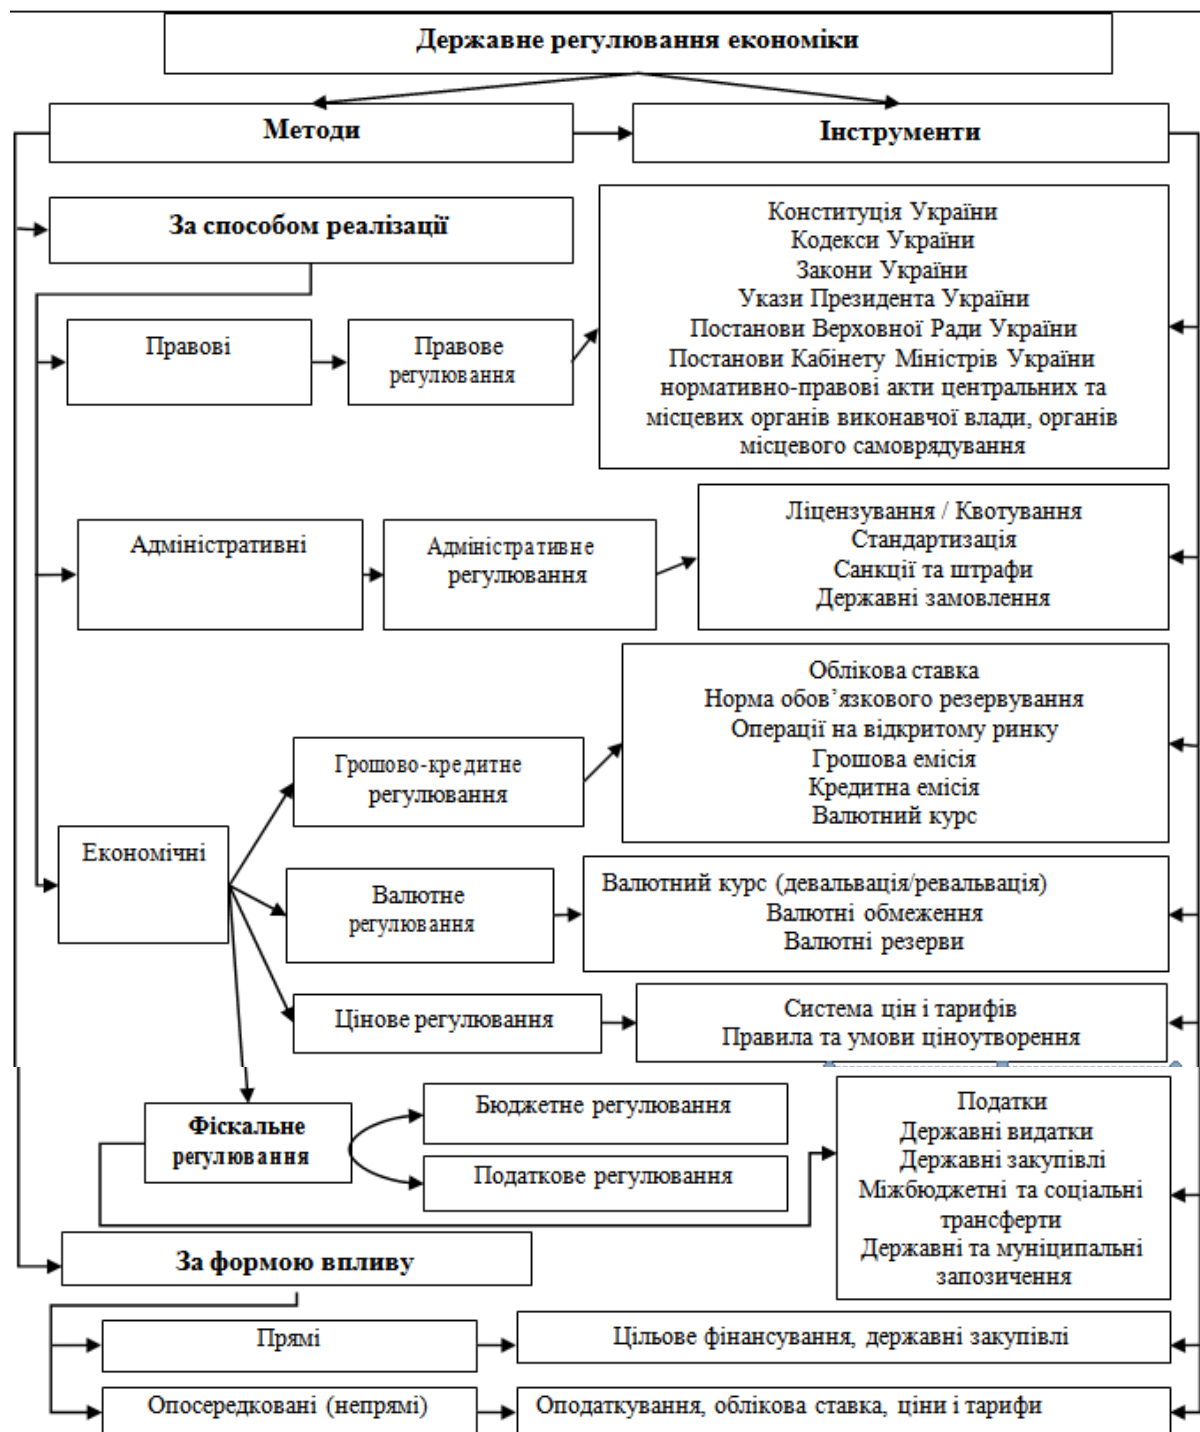 Державне регулювання економіки
Методи
Інструменти
За способом реалізації
Конституція України
Кодекси України
Закони України
Укази Президента України
Постанови Верховної Ради України
Постанови Кабінету Міністрів України
нормативно-правові акти центральних та
місцевих органів виконавчої влади, органів
місцевого самоврядування
Правові
Правове
регулювання
Адміністративні
Адміністративне
регулювання
Ліцензування / Квотування
Стандартизація
Санкції та штрафи
Державні замовлення
Економічні
Грошово-кредитне
регулювання
Облікова ставка
Норма обов’язкового резервування
Операції на відкритому ринку
Грошова емісія
Кредитна емісія
Валютний курс
Валютне
регулювання
Валютний курс (девальвація/ревальвація)
Валютні обмеження
Валютні резерви
Цінове регулювання
Система цін і тарифів
Правила та умови ціноутворення
Фіскальне
регулювання
Бюджетне регулювання
Податкове регулювання
Податки
Державні видатки
Державні закупівлі
Міжбюджетні та соціальні
трансферти
Державні та муніципальні
запозичення
За формою впливу
Прямі
Цільове фінансування, державні закупівлі
Опосередковані (непрямі)
Оподаткування, облікова ставка, ціни і тарифи